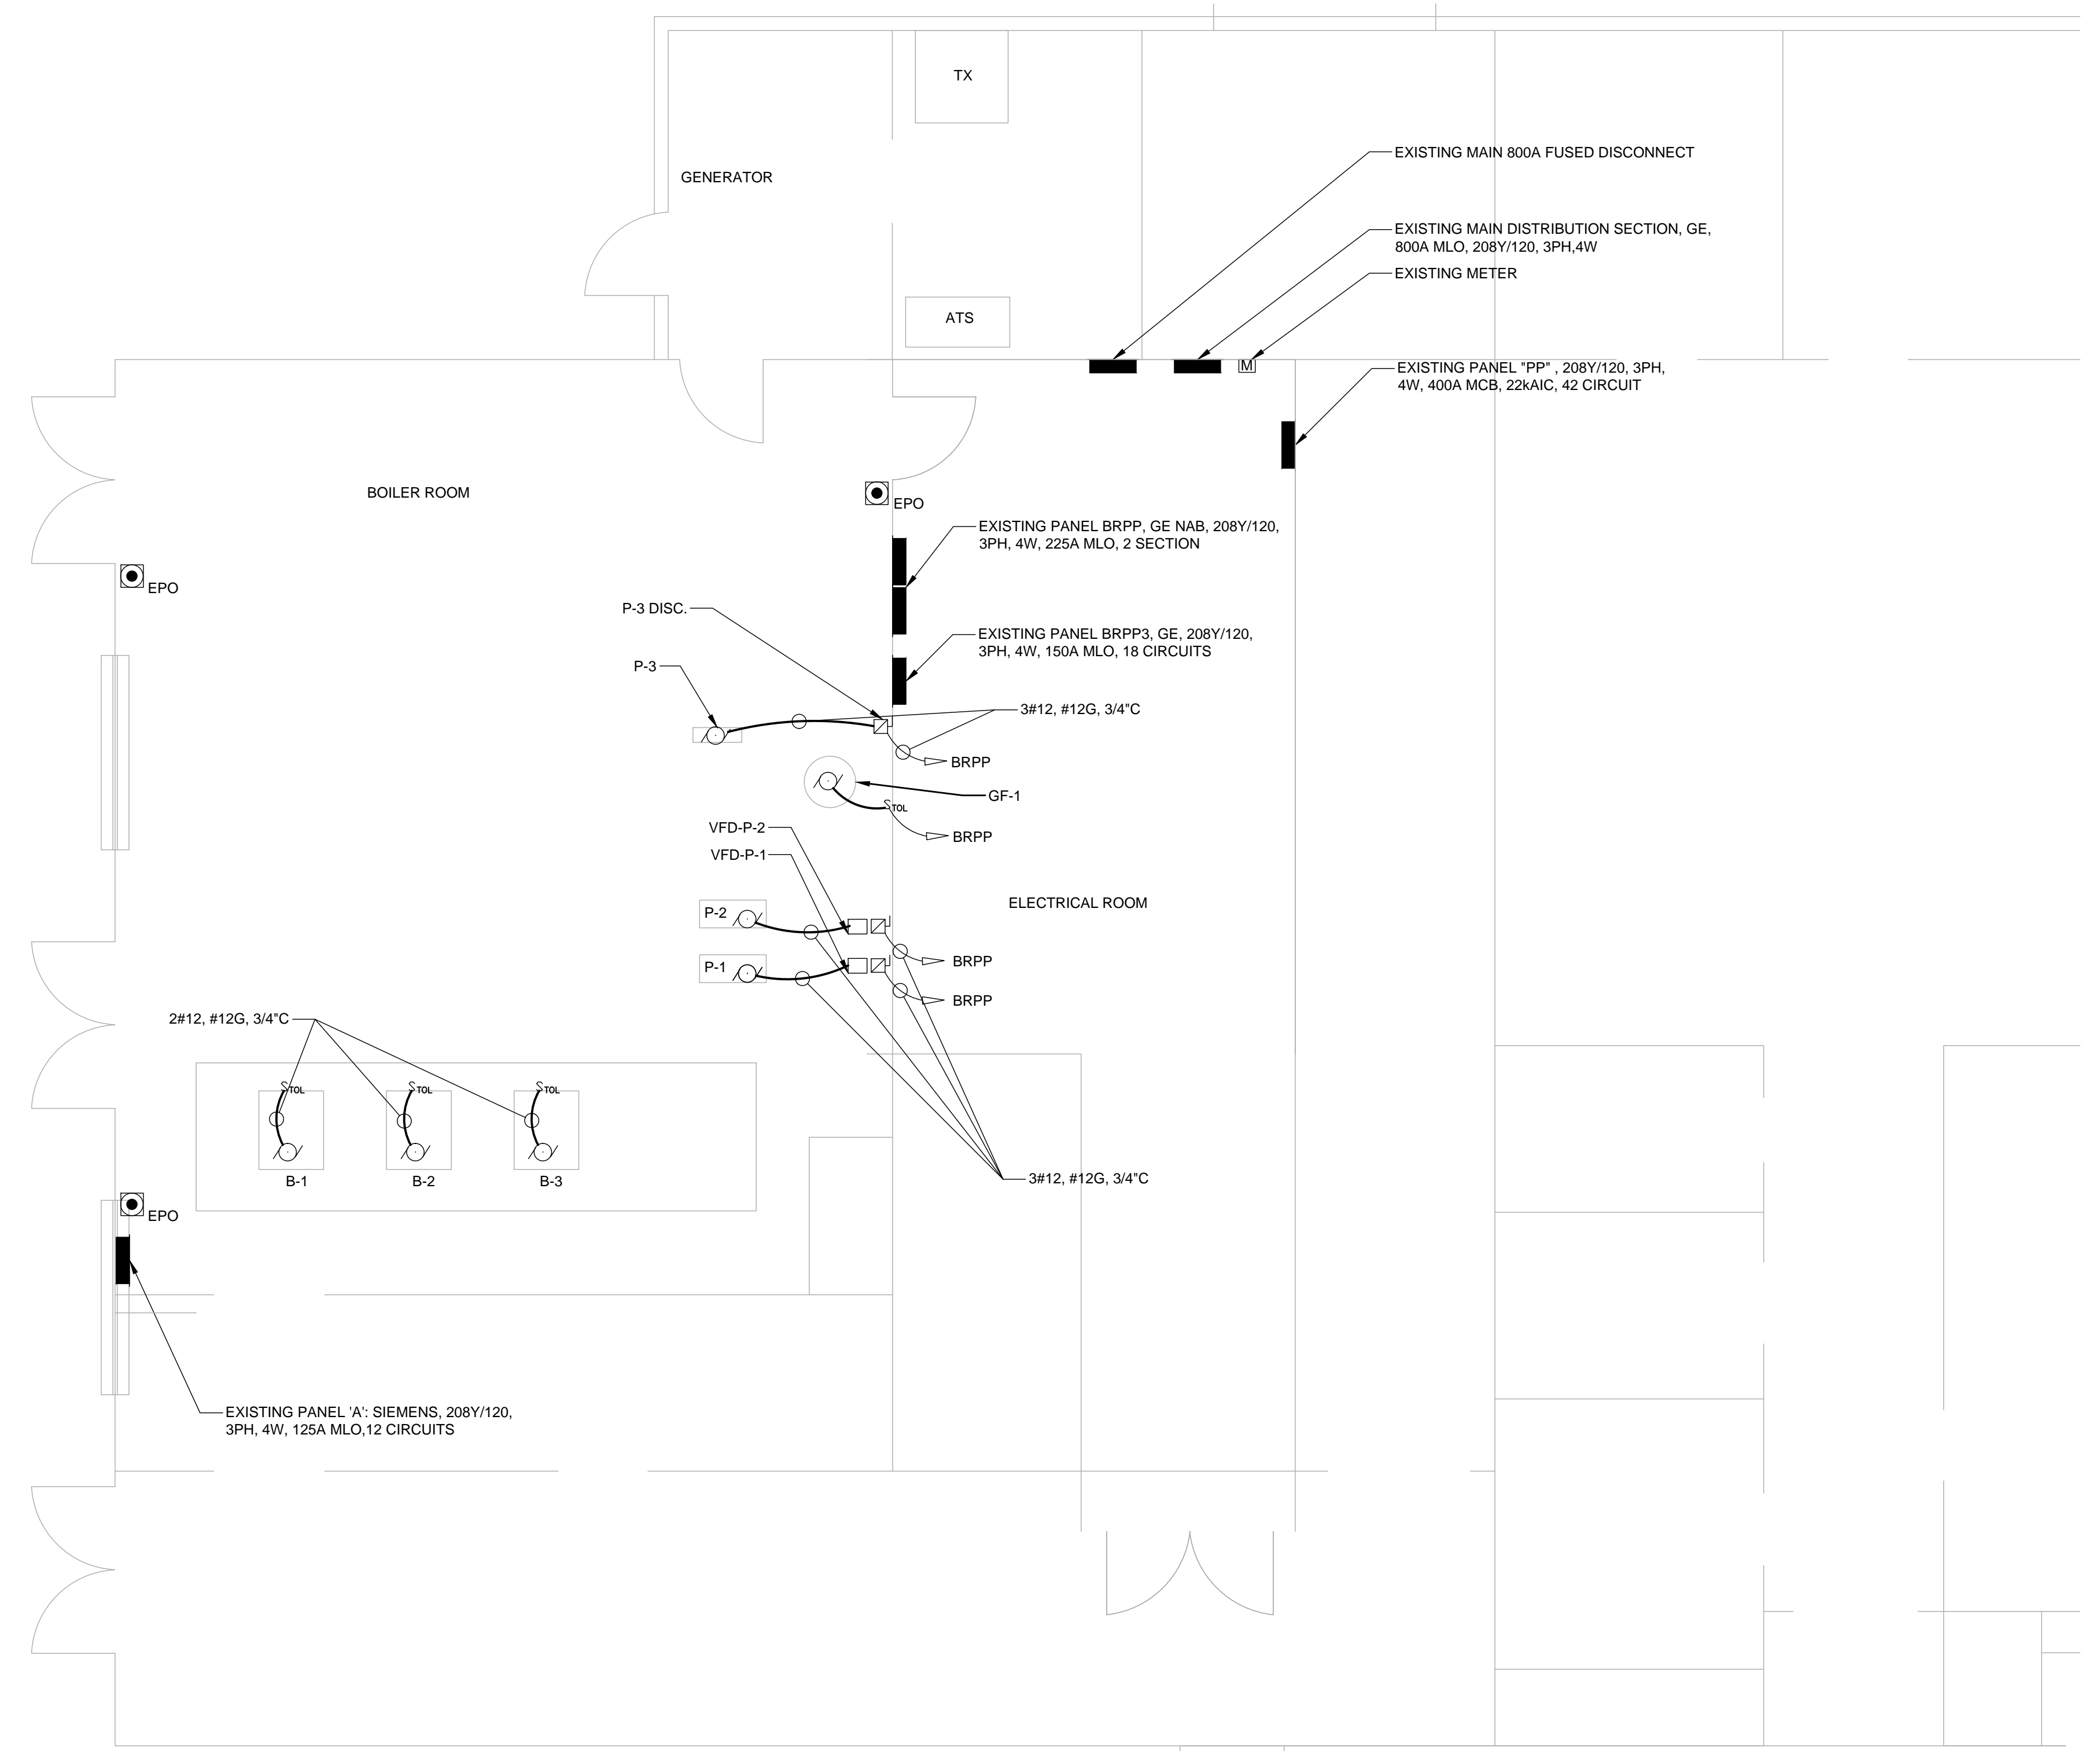 TX
EXISTING MAIN 800A FUSED DISCONNECT
GENERATOR
EXISTING MAIN DISTRIBUTION SECTION, GE,
800A MLO, 208Y/120, 3PH,4W
EXISTING METER
ATS
M
EXISTING PANEL "PP" , 208Y/120, 3PH,
4W, 400A MCB, 22kAIC, 42 CIRCUIT
BOILER ROOM
EPO
EXISTING PANEL BRPP, GE NAB, 208Y/120,
3PH, 4W, 225A MLO, 2 SECTION
EPO
P-3 DISC.
EXISTING PANEL BRPP3, GE, 208Y/120,
3PH, 4W, 150A MLO, 18 CIRCUITS
P-3
3#12, #12G, 3/4"C
BRPP
GF-1
STOL
BRPP
VFD-P-2
VFD-P-1
ELECTRICAL ROOM
P-2
BRPP
P-1
BRPP
2#12, #12G, 3/4"C
STOL
STOL
STOL
B-1
B-2
B-3
3#12, #12G, 3/4"C
EPO
EXISTING PANEL 'A': SIEMENS, 208Y/120,
3PH, 4W, 125A MLO,12 CIRCUITS